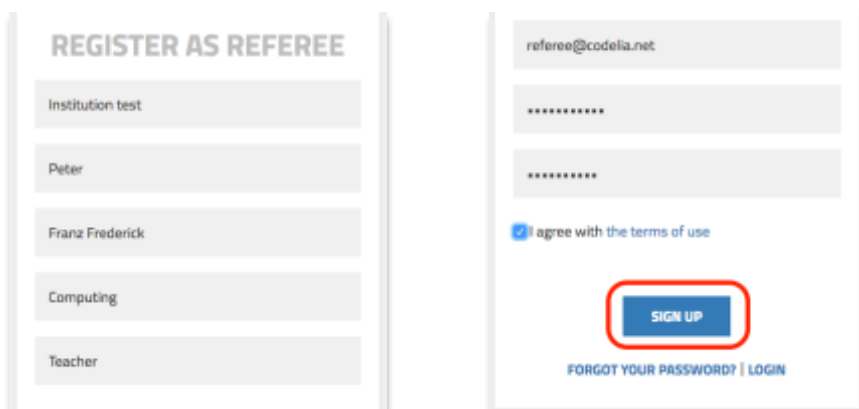 REGISTER AS REFEREE
Institution test
Peter
Franz Frederick
Computing
Teacher
referee@codelia.net
•••••••••••
••••••••••
I agree with the terms of use
SIGN UP
FORGOT YOUR PASSWORD? | LOGIN